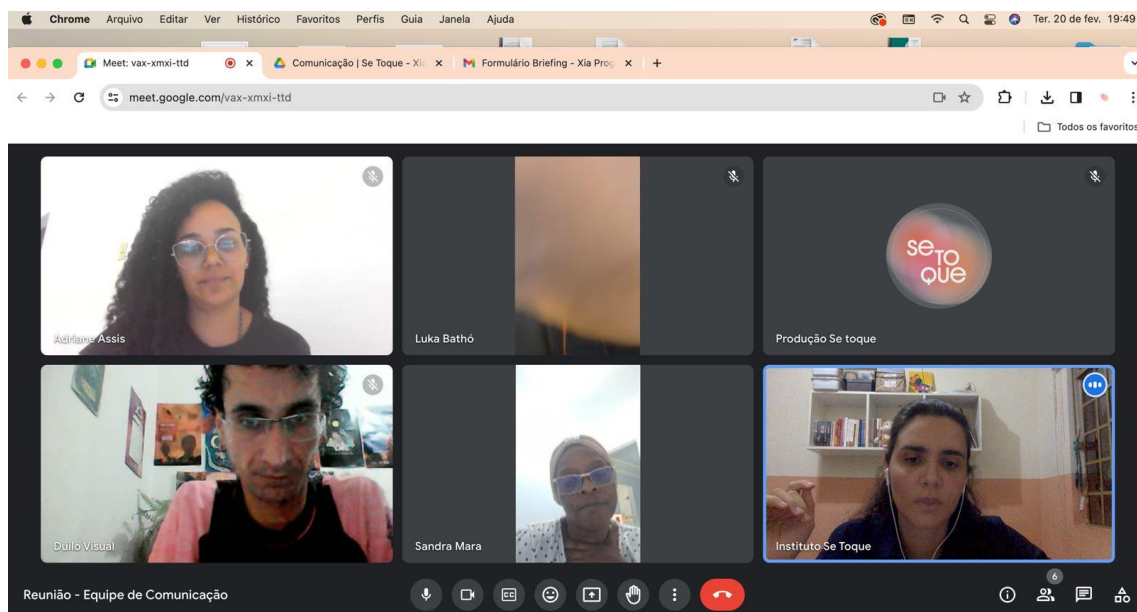 Chrome Arquivo Editar Ver Histórico Favoritos Perfis Guia Janela Ajuda Ter. 20 de fev. 19:49
Meet: vax-xmxi-ttd Comunicação | Se Toque - Xi Formulário Briefing - Xia Prog
meet.google.com/vax-xmxi-ttd
Todos os favoritos
Adriane Assis
Luka Bathó
se
TO
QUe
Produção Se toque
Duilo Visual
Sandra Mara
Instituto Se Toque
Reunião - Equipe de Comunicação
CC
6